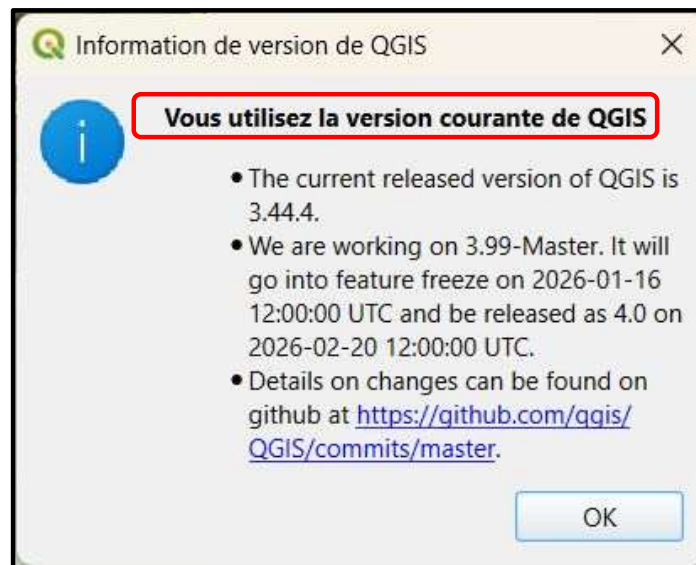 Information de version de QGIS
Vous utilisez la version courante de QGIS
• The current released version of QGIS is
3.44.4.
• We are working on 3.99-Master. It will
go into feature freeze on 2026-01-16
12:00:00 UTC and be released as 4.0 on
2026-02-20 12:00:00 UTC.
• Details on changes can be found on
github at https://github.com/qgis/
QGIS/commits/master.
OK